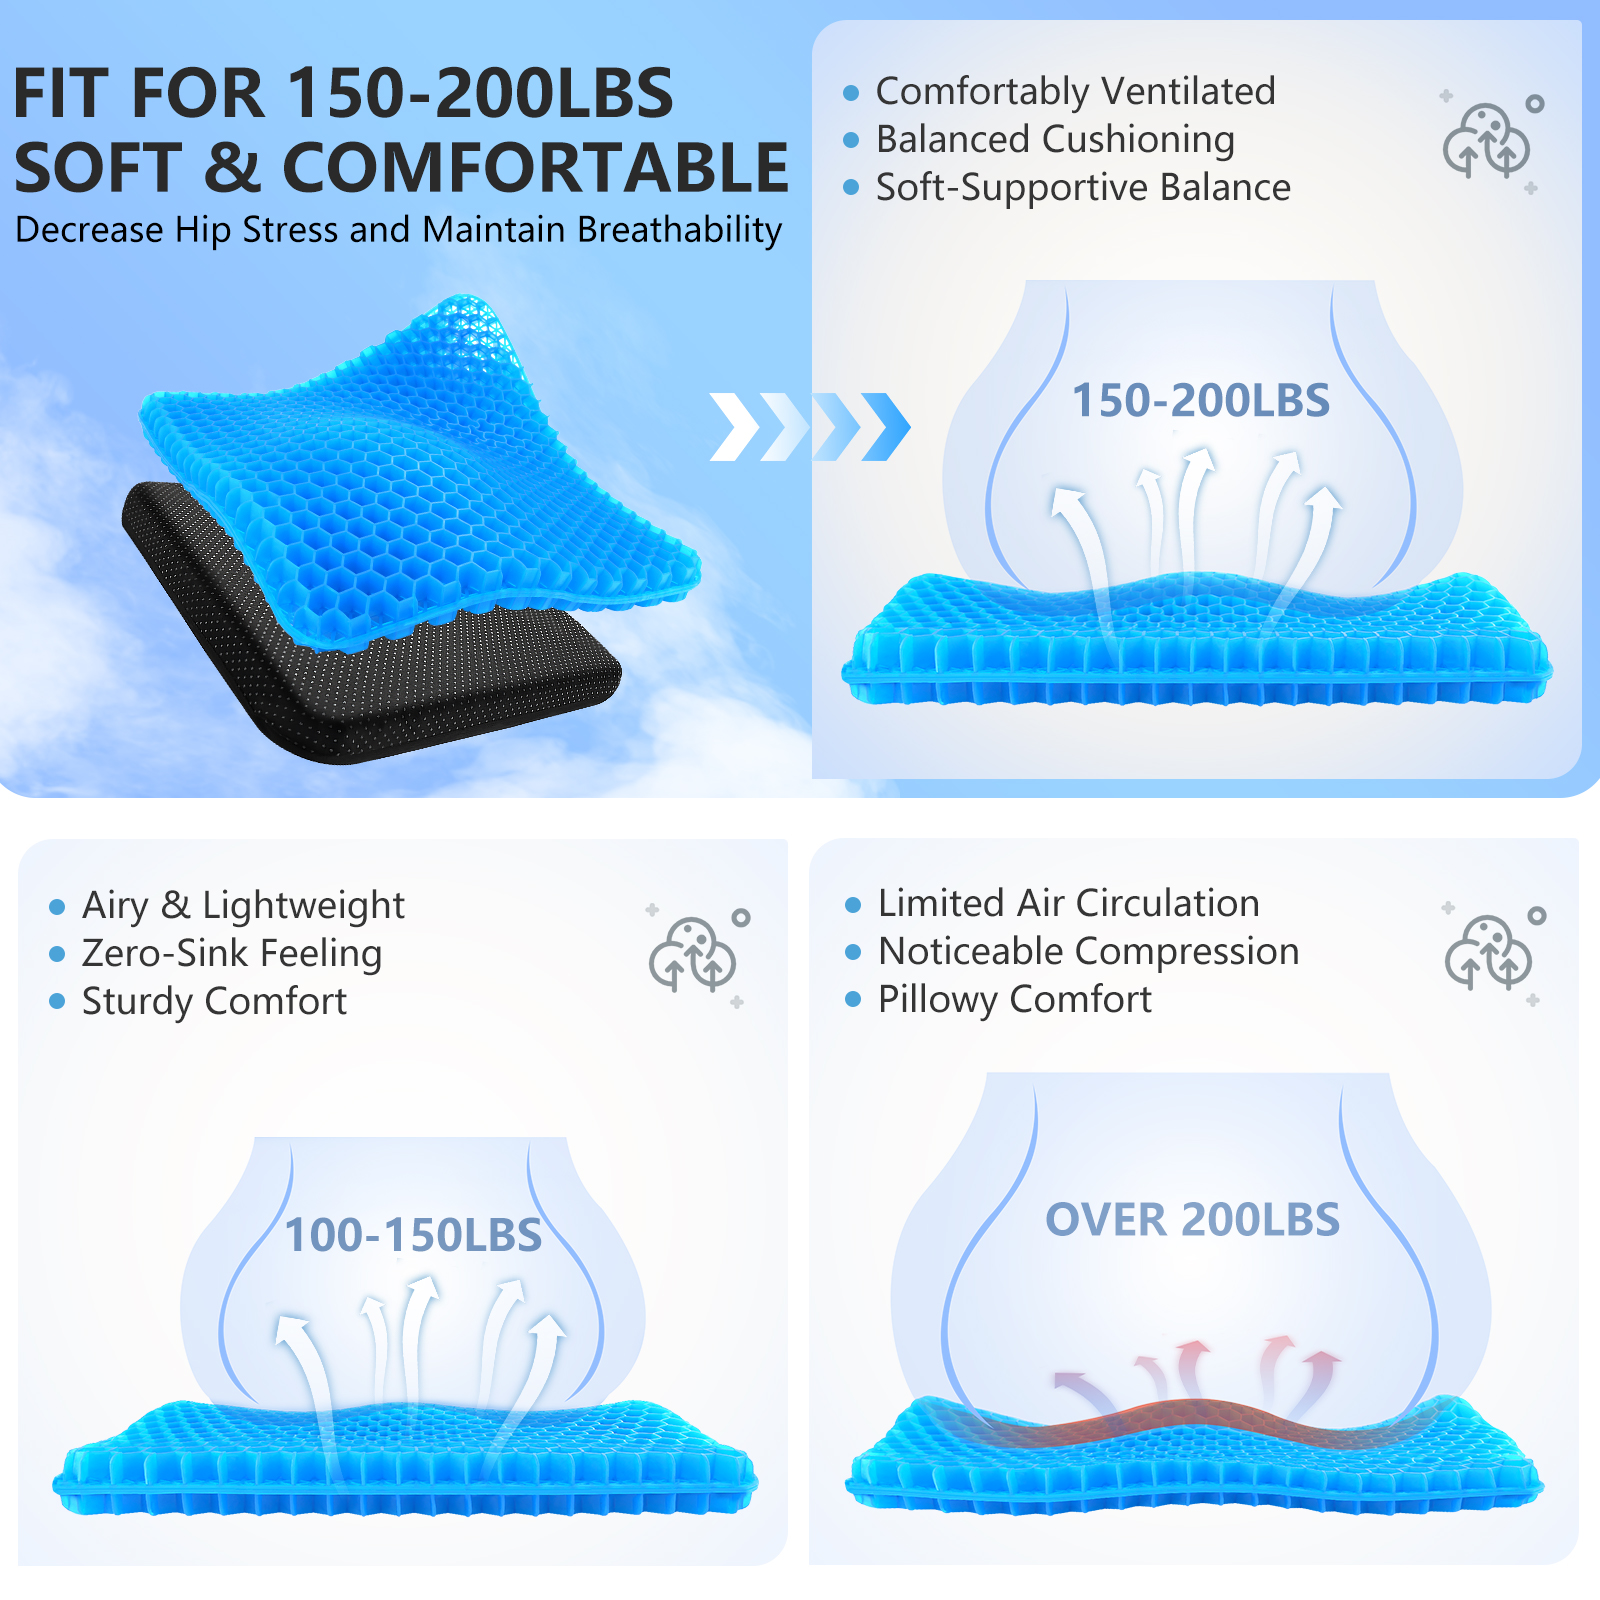 FIT FOR 150-200LBS
SOFT & COMFORTABLE
Decrease Hip Stress and Maintain Breathability
Comfortably Ventilated
Balanced Cushioning
Soft-Supportive Balance
150-200LBS
Airy & Lightweight
Zero-Sink Feeling
Sturdy Comfort
100-150LBS
Limited Air Circulation
Noticeable Compression
Pillowy Comfort
OVER 200LBS